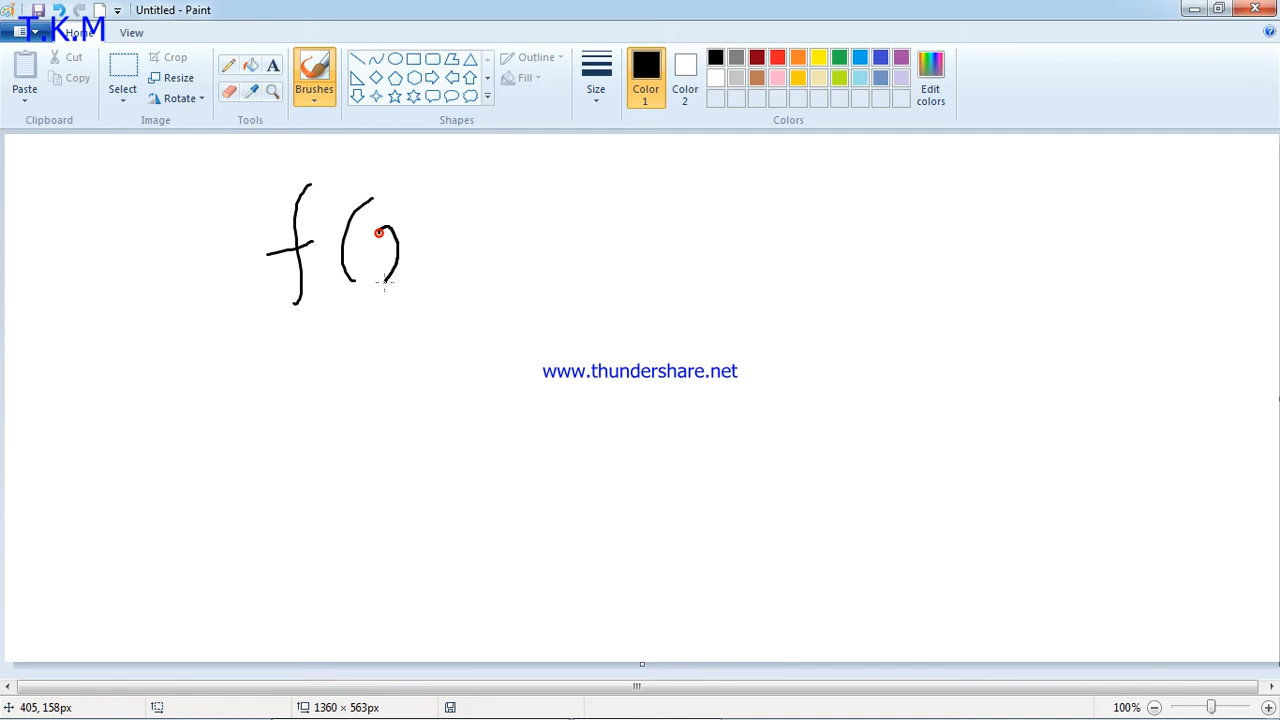 Untitled - Paint
T.K.M
Home View
Paste Cut Copy Select Crop Resize Rotate Brushes Outline Fill Size Color 1 Color 2 Edit colors
Clipboard Image Tools Shapes Colors
f(
www.thundershare.net
405, 158px 1360 × 563px 100%